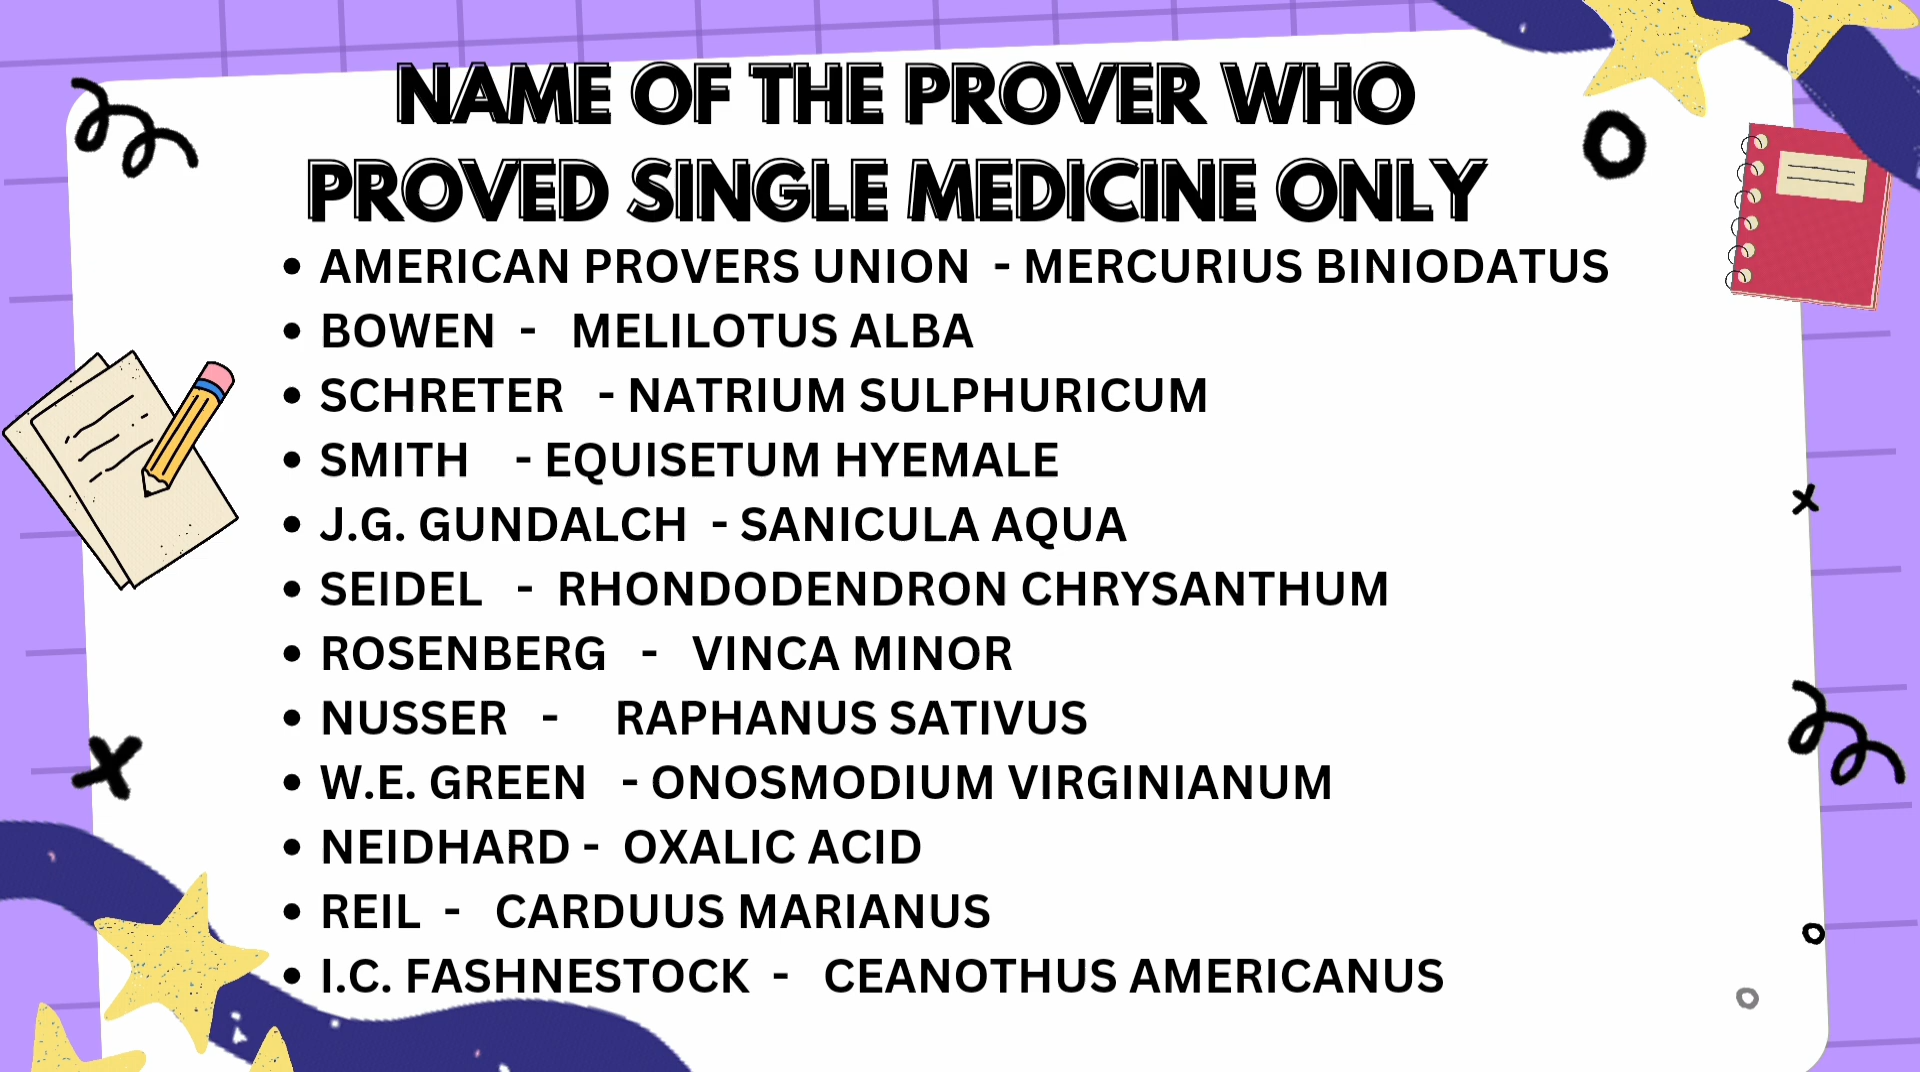 NAME OF THE PROVER WHO
PROVED SINGLE MEDICINE ONLY
• AMERICAN PROVERS UNION - MERCURIUS BINIODATUS
• BOWEN - MELILOTUS ALBA
• SCHRETER - NATRIUM SULPHURICUM
• SMITH - EQUISETUM HYEMALE
• J.G. GUNDALCH - SANICULA AQUA
• SEIDEL - RHONDODENDRON CHRYSANTHUM
• ROSENBERG - VINCA MINOR
• NUSSER - RAPHANUS SATIVUS
• W.E. GREEN - ONOSMODIUM VIRGINIANUM
• NEIDHARD - OXALIC ACID
• REIL - CARDUUS MARIANUS
• I.C. FASHNESTOCK - CEANOTHUS AMERICANUS